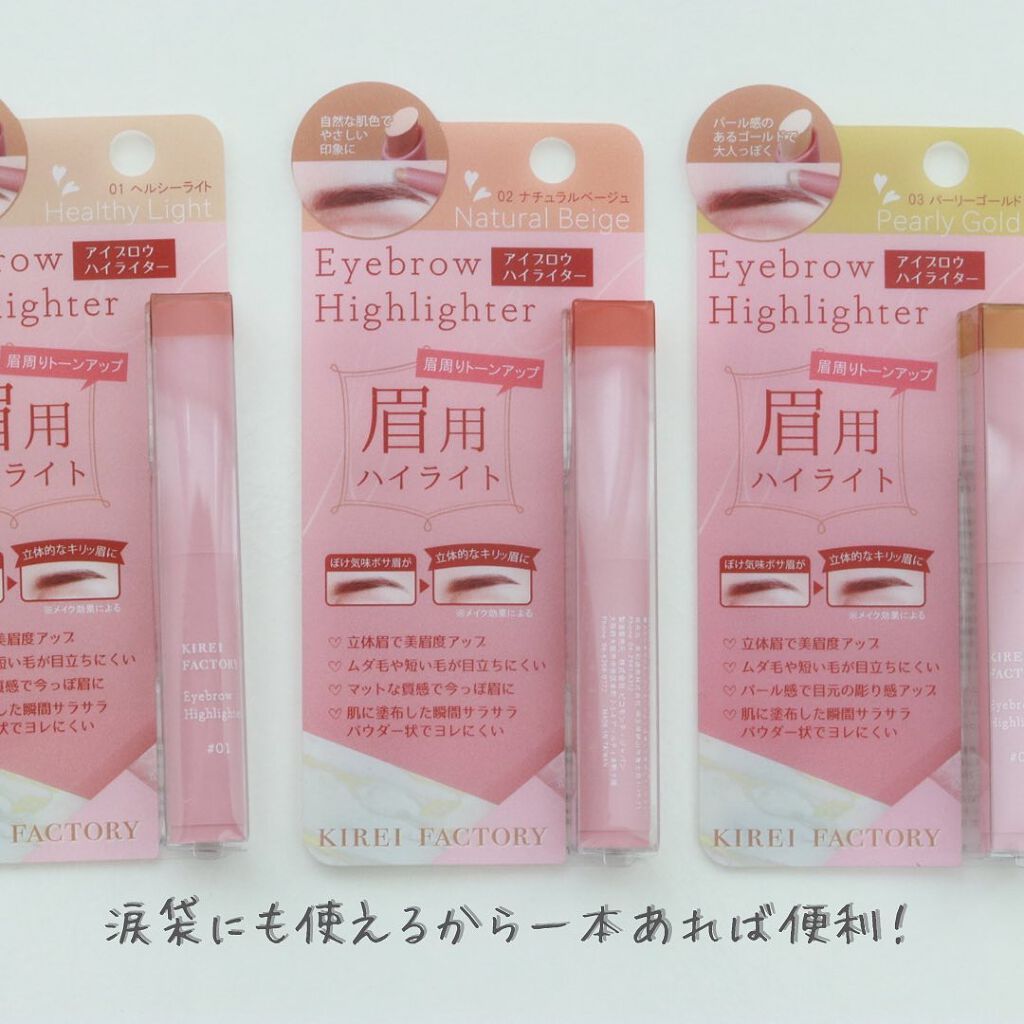 01 ヘルシーライト
Healthy Light
アイブロウ
ハイライター
眉周りトーンアップ
眉用
ライト
立体的なキリッ眉に
※メイク効果による
美眉度アップ
短い毛が目立ちにくい
質感で今っぽ眉に
した瞬間サラサラ
状でヨレにくい
KIREI
FACTORY
Eyebrow
Highlighte
#01
FACTORY
自然な肌色で
やさしい
印象に
02 ナチュラルベージュ
Natural Beige
Eyebrow
Highlighter
アイブロウ
ハイライター
眉周りトーンアップ
眉用
ハイライト
ぼけ気味ボサ眉が
立体的なキリッ眉に
※メイク効果による
♡ 立体眉で美眉度アップ
♡ ムダ毛や短い毛が目立ちにくい
♡ マットな質感で今っぽ眉に
♡ 肌に塗布した瞬間サラサラ
パウダー状でヨレにくい
KIREI FACTORY
パール感の
あるゴールドで
大人っぽく
03 パーリーゴールド
Pearly Gold
Eyebrow
Highlighter
アイブロウ
ハイライター
眉周りトーンアップ
眉用
ハイライト
ぼけ気味ボサ眉が
立体的なキリッ眉に
※メイク効果による
♡ 立体眉で美眉度アップ
♡ ムダ毛や短い毛が目立ちにくい
♡ パール感で目元の彫り感アップ
♡ 肌に塗布した瞬間サラサラ
パウダー状でヨレにくい
KIREI FACTORY
涙袋にも使えるから一本あれば便利!